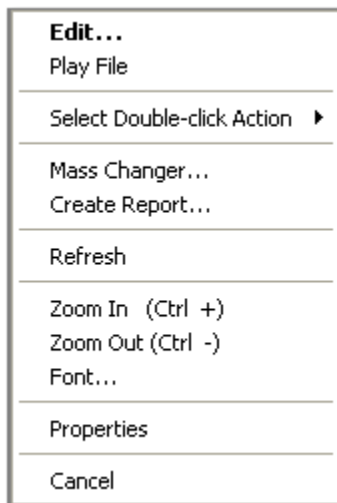 Edit...
Play File
Select Double-click Action
Mass Changer...
Create Report...
Refresh
Zoom In (Ctrl +)
Zoom Out (Ctrl -)
Font...
Properties
Cancel